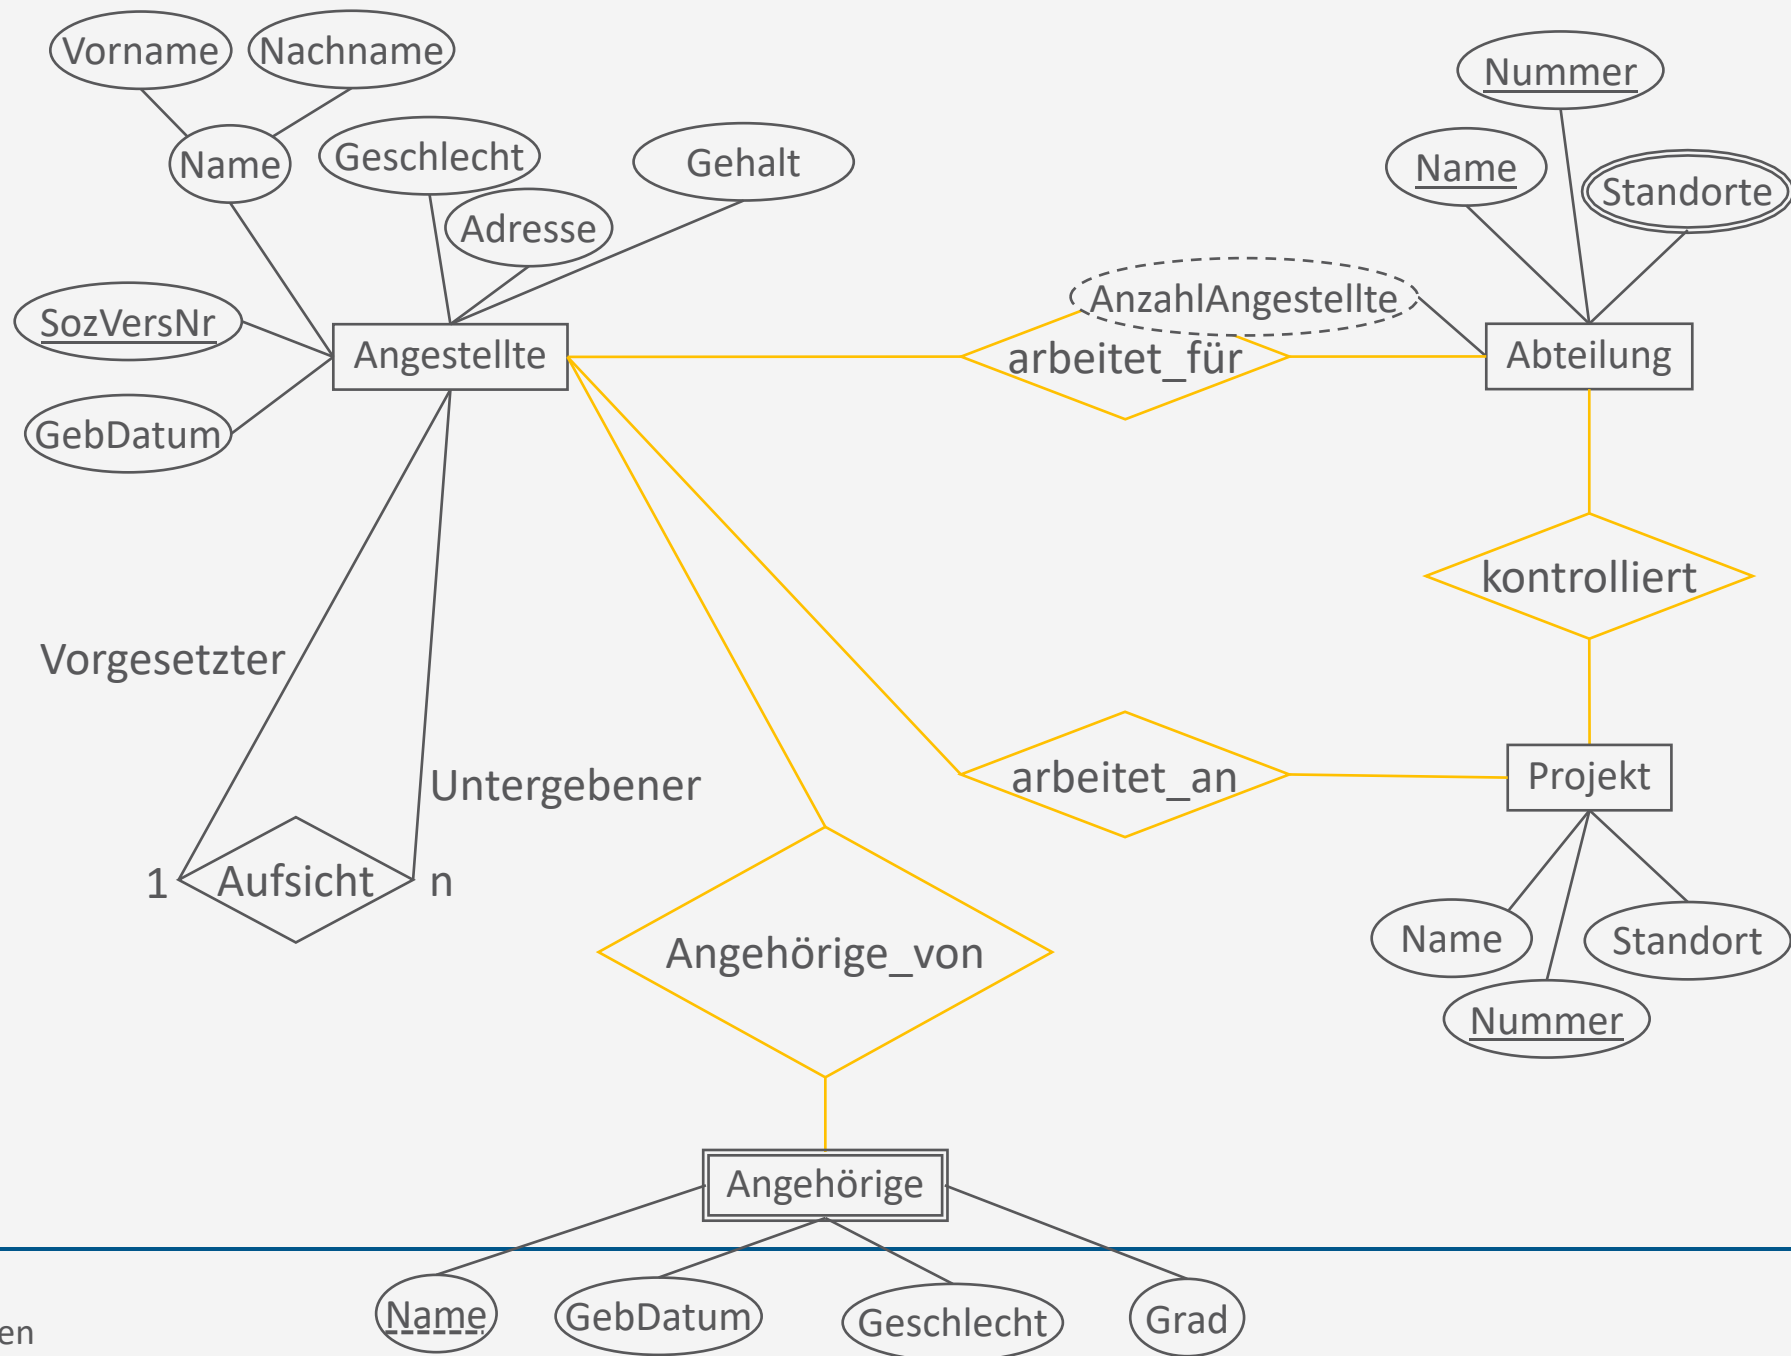 Vorname
Nachname
Nummer
Name
Geschlecht
Gehalt
Name
Standorte
Adresse
AnzahlAngestellte
SozVersNr
Angestellte
arbeitet_für
Abteilung
GebDatum
kontrolliert
Vorgesetzter
Untergebener
arbeitet_an
Projekt
1
Aufsicht
n
Angehörige_von
Name
Standort
Nummer
Angehörige
Name
GebDatum
Geschlecht
Grad
en